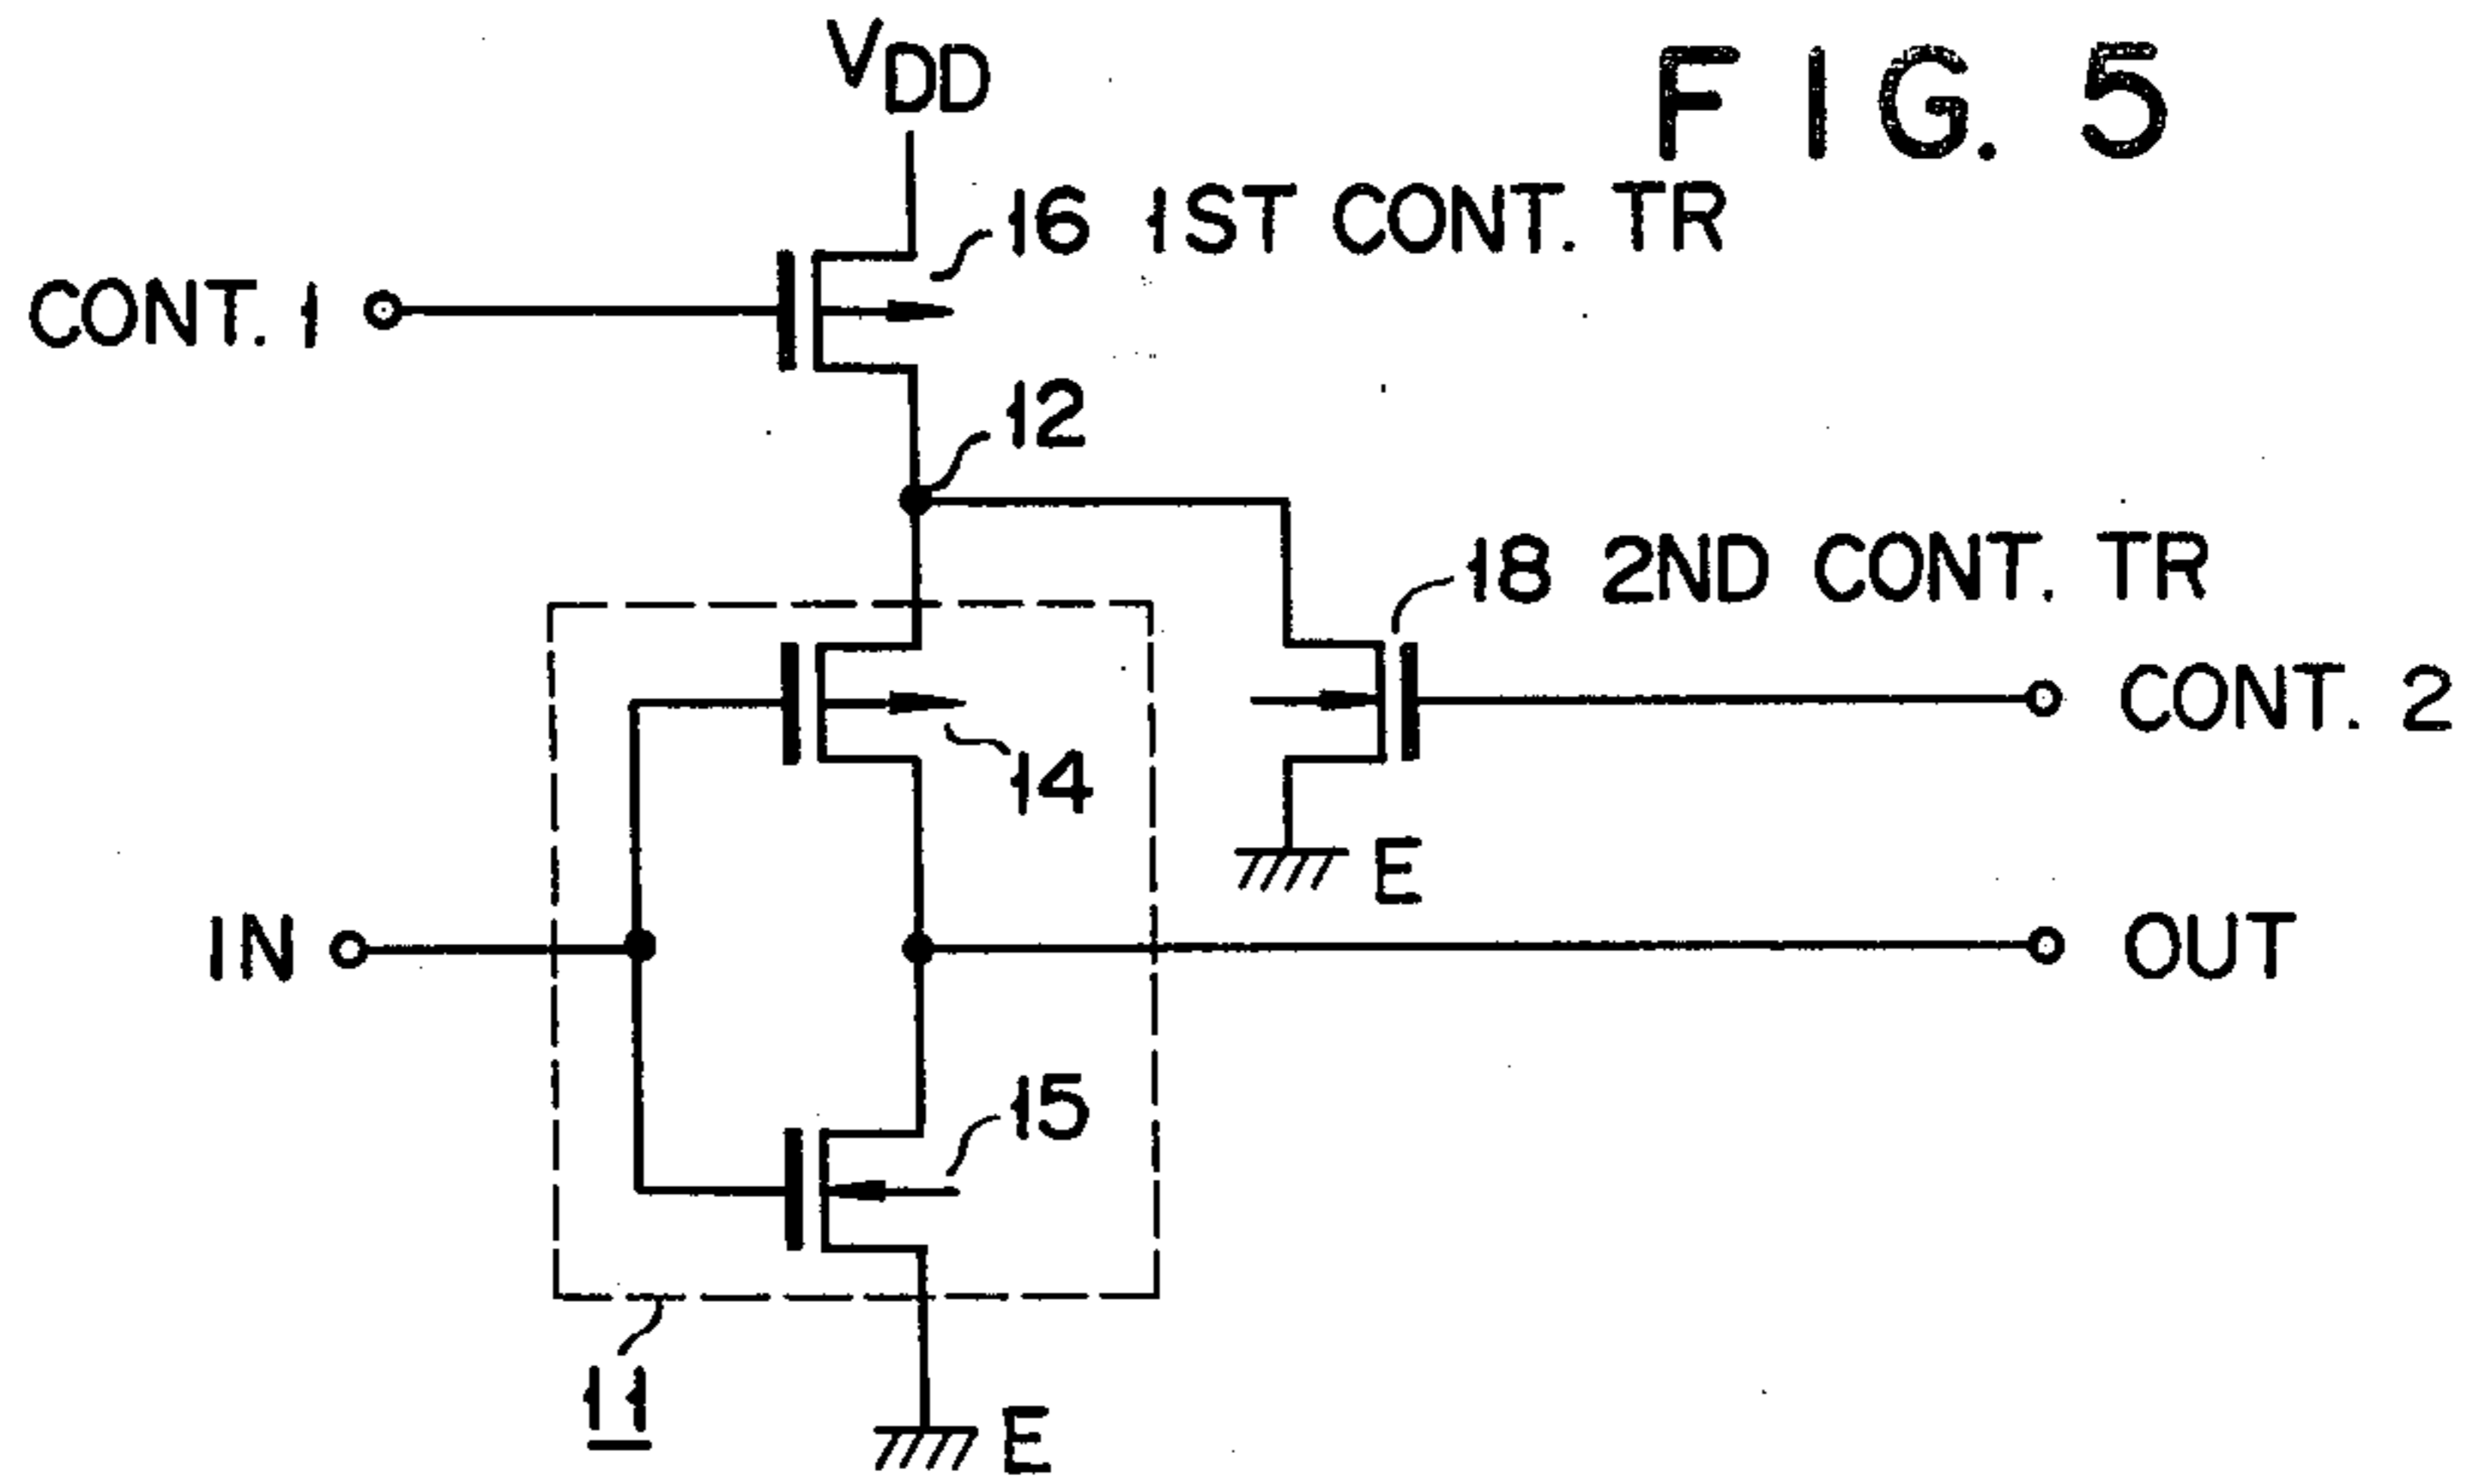 VDD
FIG. 5
16 1ST CONT. TR
CONT. 1
12
18 2ND CONT. TR
CONT. 2
14
E
IN
OUT
15
11
E